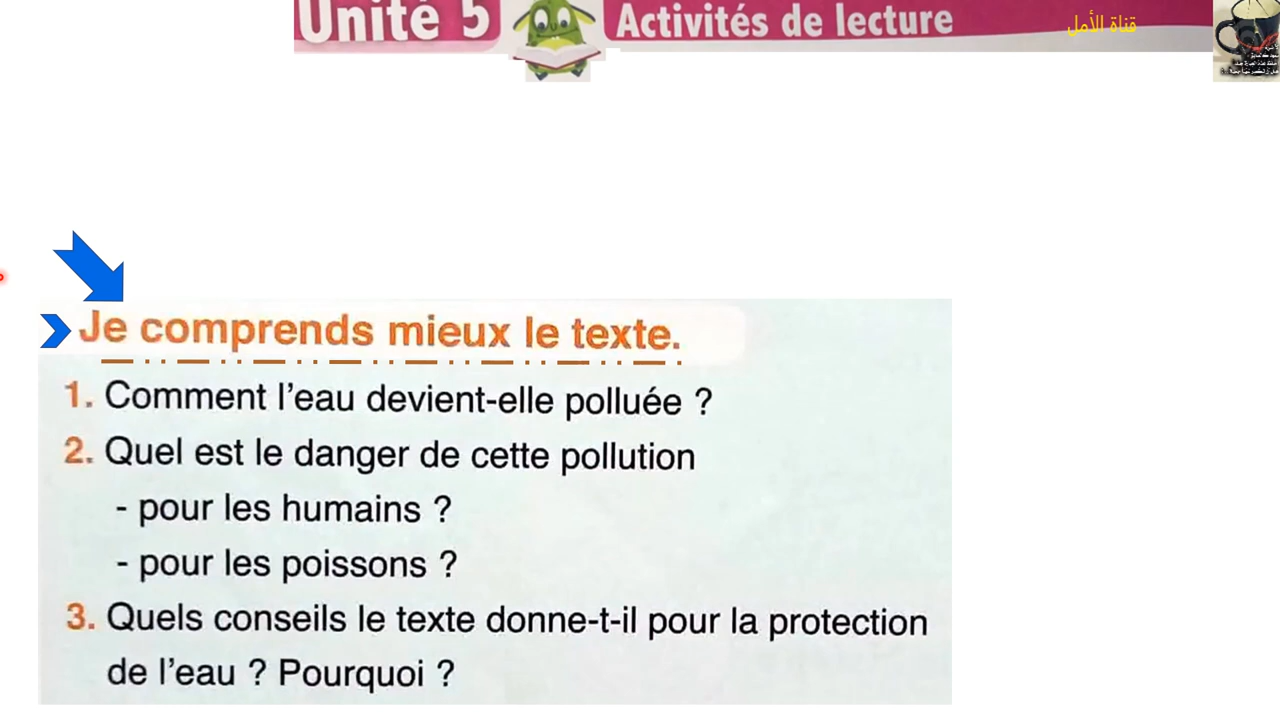 Unité 5
Activités de lecture
قناة الأمل
Je comprends mieux le texte.
1. Comment l'eau devient-elle polluée ?
2. Quel est le danger de cette pollution
- pour les humains ?
- pour les poissons ?
3. Quels conseils le texte donne-t-il pour la protection
de l'eau ? Pourquoi ?